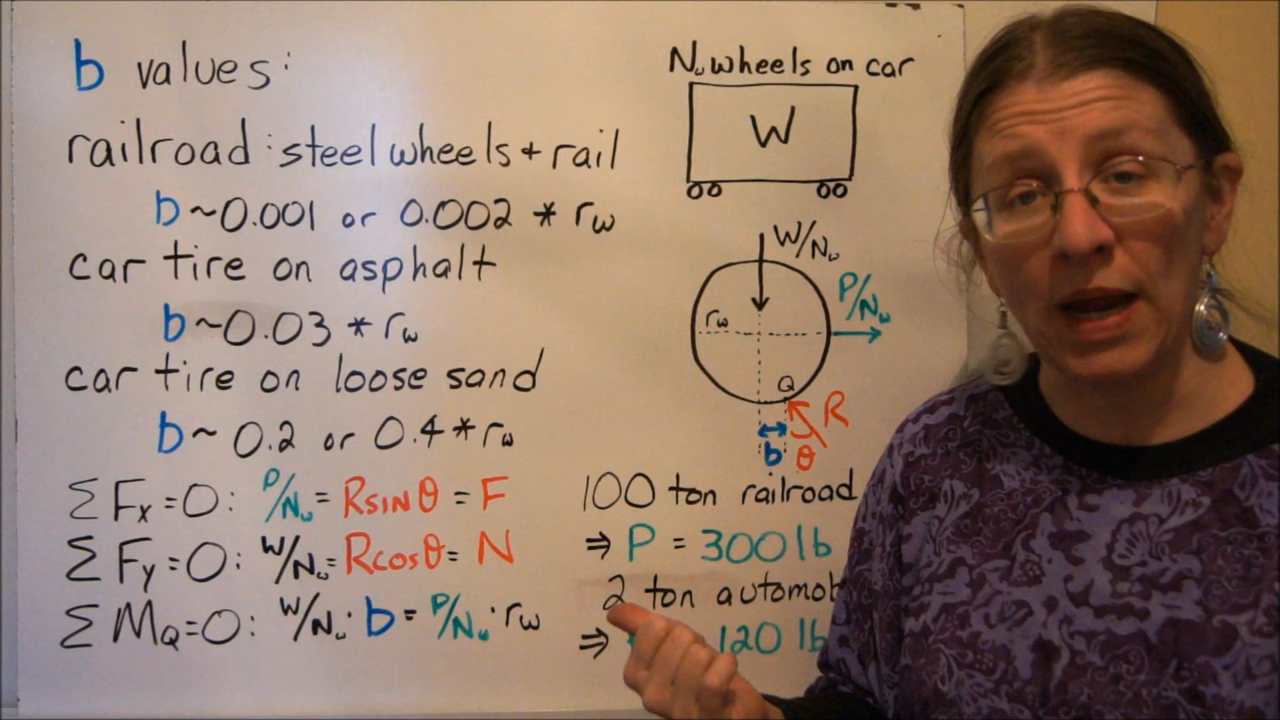 b values:
railroad: steel wheels + rail
b ~ 0.001 or 0.002 * rw
car tire on asphalt
b ~ 0.03 * rw
car tire on loose sand
b ~ 0.2 or 0.4 * rw
ΣFx = 0: P/Nw = R sin θ = F
ΣFy = 0: W/Nw = R cos θ = N
ΣMQ = 0: W/Nw · b = P/Nw · rw
Nw wheels on car
W
W/Nw
P/Nw
rw
Q
R
b
θ
100 ton railroad
⇒ P = 300 lb
2 ton automob
⇒ 120 lb